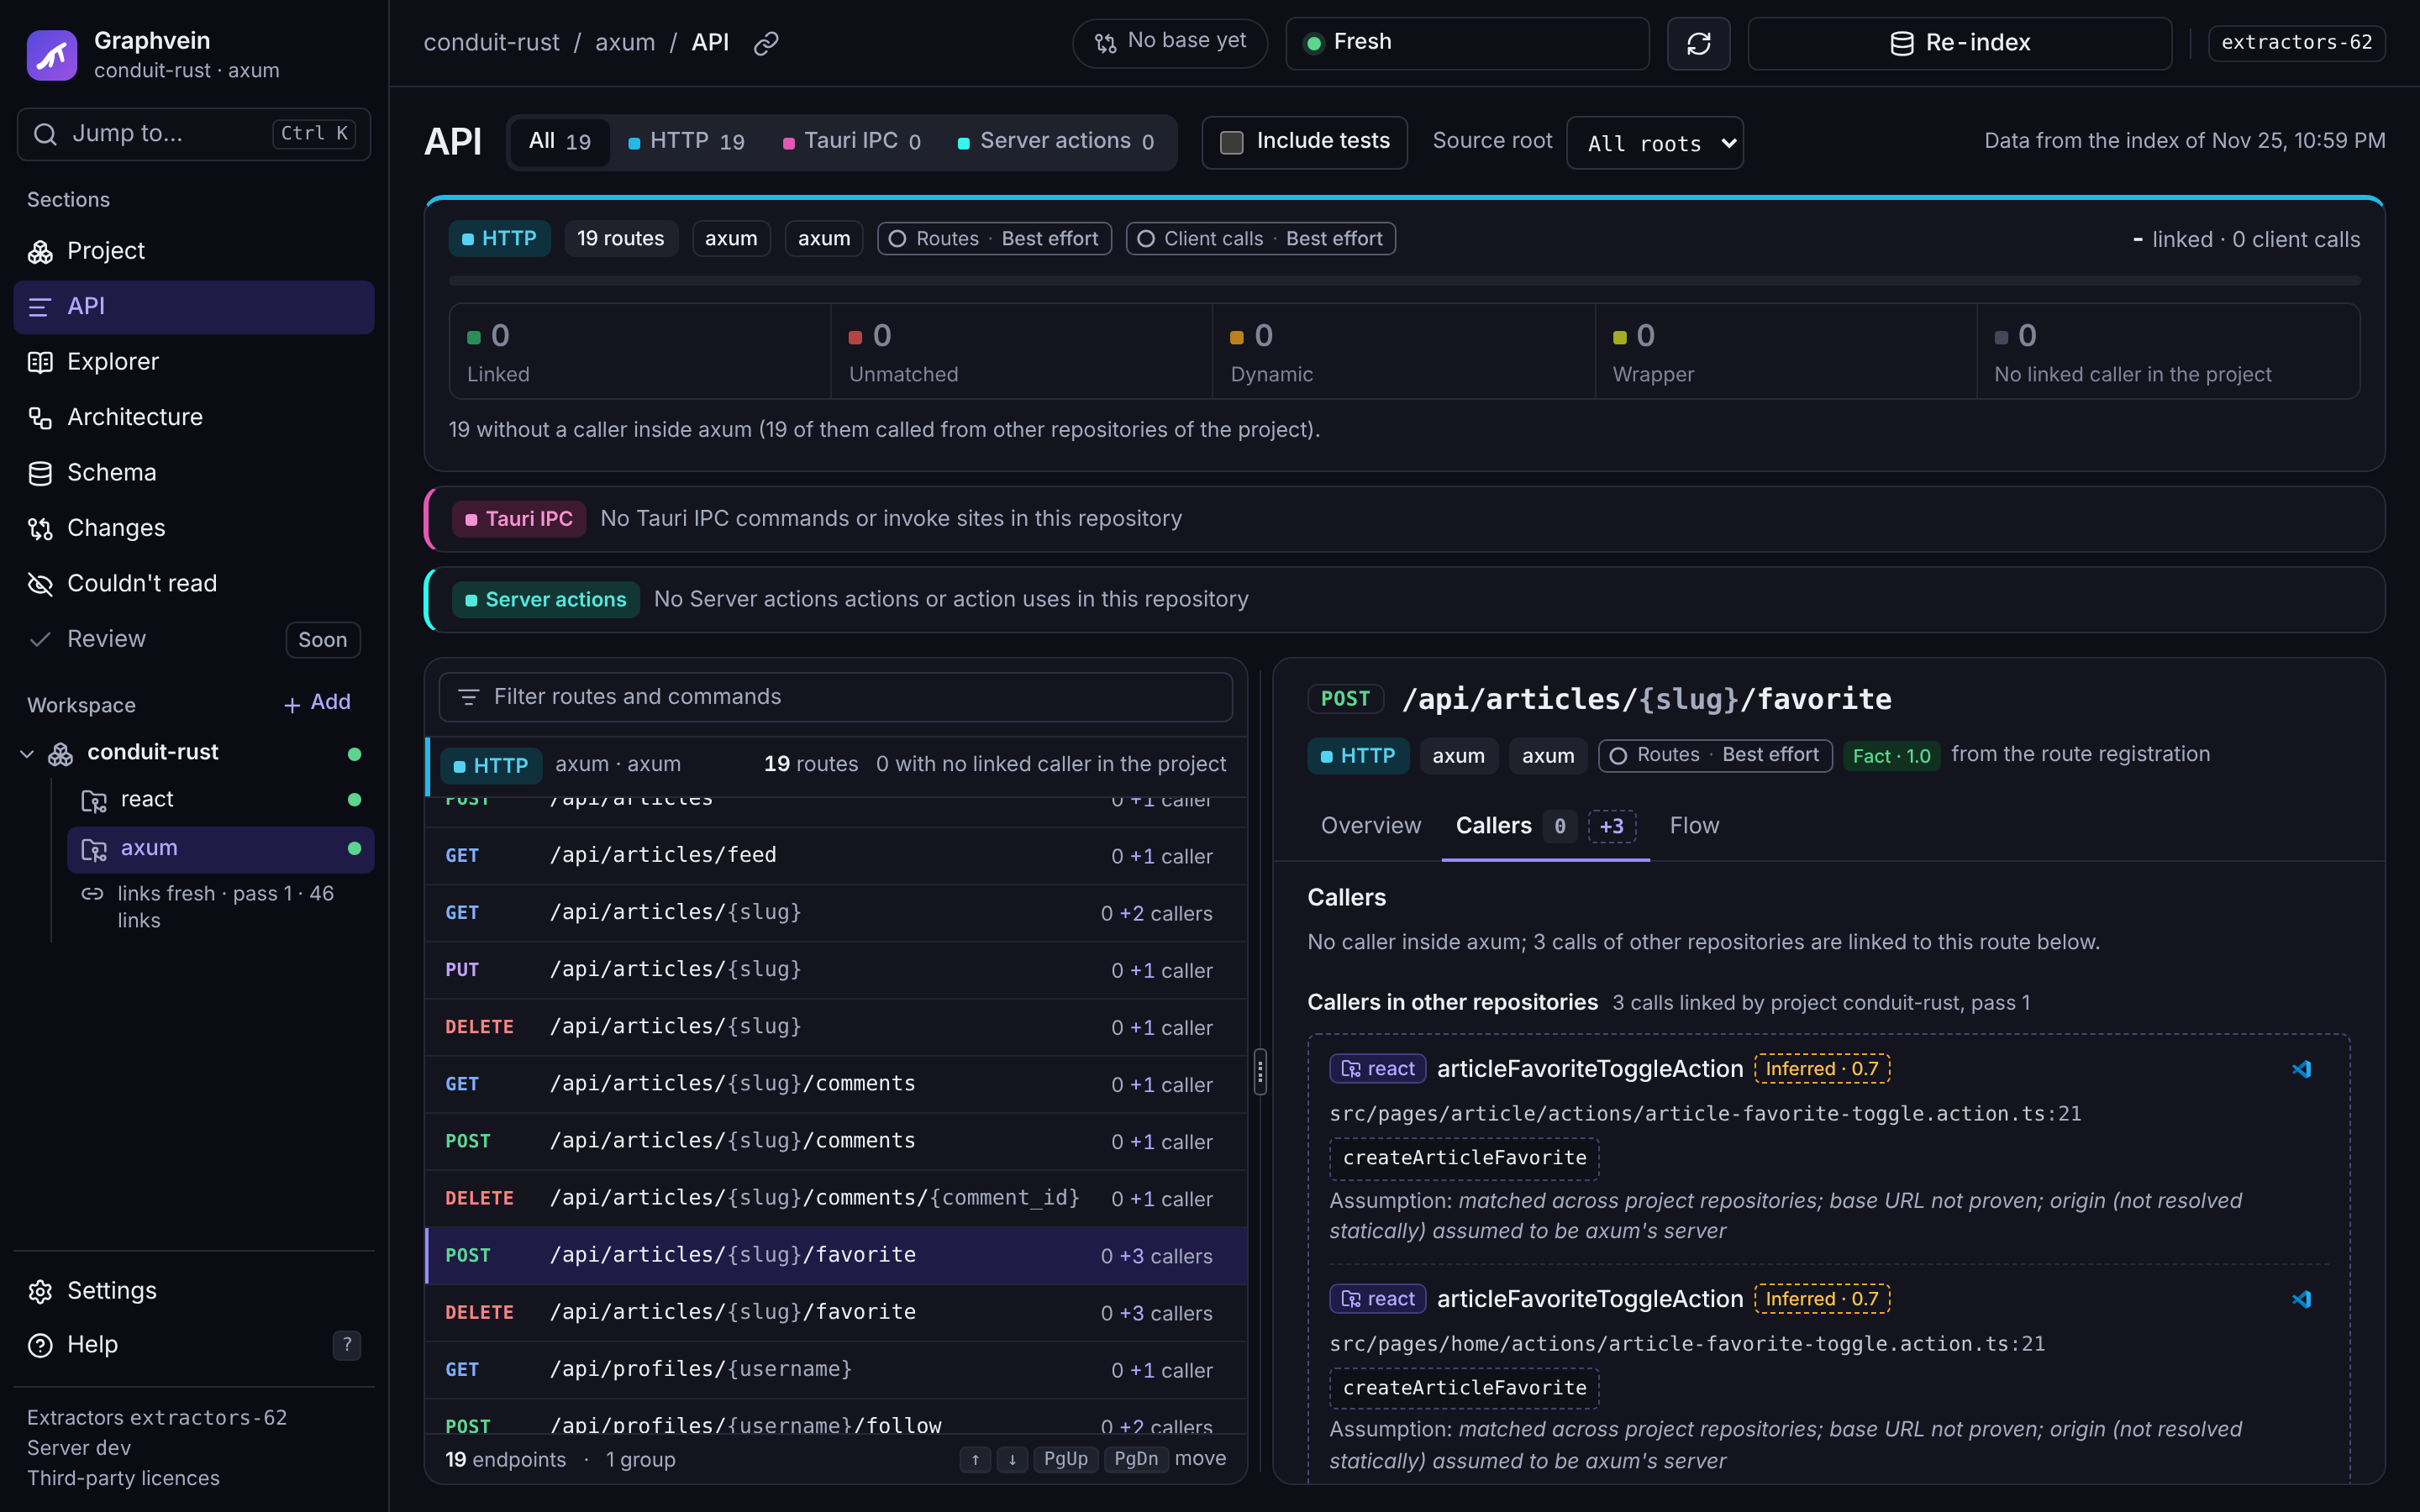 Graphvein
conduit-rust · axum
Jump to...
Ctrl K
Sections
Project
API
Explorer
Architecture
Schema
Changes
Couldn't read
Review
Soon
Workspace
+ Add
conduit-rust
react
axum
links fresh · pass 1 · 46
links
Settings
Help
?
Extractors extractors-62
Server dev
Third-party licences
conduit-rust / axum / API
No base yet
Fresh
Re-index
extractors-62
API
All 19
HTTP 19
Tauri IPC 0
Server actions 0
Include tests
Source root
All roots
Data from the index of Nov 25, 10:59 PM
HTTP
19 routes
axum
axum
Routes · Best effort
Client calls · Best effort
- linked · 0 client calls
0
Linked
0
Unmatched
0
Dynamic
0
Wrapper
0
No linked caller in the project
19 without a caller inside axum (19 of them called from other repositories of the project).
Tauri IPC
No Tauri IPC commands or invoke sites in this repository
Server actions
No Server actions actions or action uses in this repository
Filter routes and commands
HTTP axum · axum 19 routes 0 with no linked caller in the project
POST /api/articles 0 +1 caller
GET /api/articles/feed 0 +1 caller
GET /api/articles/{slug} 0 +2 callers
PUT /api/articles/{slug} 0 +1 caller
DELETE /api/articles/{slug} 0 +1 caller
GET /api/articles/{slug}/comments 0 +1 caller
POST /api/articles/{slug}/comments 0 +1 caller
DELETE /api/articles/{slug}/comments/{comment_id} 0 +1 caller
POST /api/articles/{slug}/favorite 0 +3 callers
DELETE /api/articles/{slug}/favorite 0 +3 callers
GET /api/profiles/{username} 0 +1 caller
POST /api/profiles/{username}/follow 0 +2 callers
19 endpoints · 1 group
↑ ↓ PgUp PgDn move
POST /api/articles/{slug}/favorite
HTTP axum axum Routes · Best effort Fact · 1.0 from the route registration
Overview
Callers 0 +3
Flow
Callers
No caller inside axum; 3 calls of other repositories are linked to this route below.
Callers in other repositories 3 calls linked by project conduit-rust, pass 1
react articleFavoriteToggleAction Inferred · 0.7
src/pages/article/actions/article-favorite-toggle.action.ts:21
createArticleFavorite
Assumption: matched across project repositories; base URL not proven; origin (not resolved
statically) assumed to be axum's server
react articleFavoriteToggleAction Inferred · 0.7
src/pages/home/actions/article-favorite-toggle.action.ts:21
createArticleFavorite
Assumption: matched across project repositories; base URL not proven; origin (not resolved
statically) assumed to be axum's server